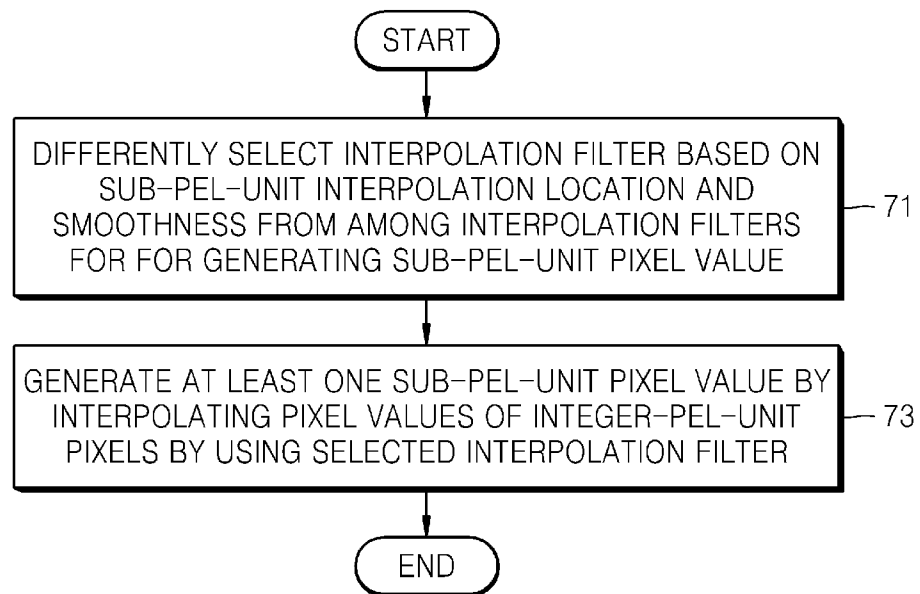 START
DIFFERENTLY SELECT INTERPOLATION FILTER BASED ON
SUB-PEL-UNIT INTERPOLATION LOCATION AND
SMOOTHNESS FROM AMONG INTERPOLATION FILTERS
FOR FOR GENERATING SUB-PEL-UNIT PIXEL VALUE
71
GENERATE AT LEAST ONE SUB-PEL-UNIT PIXEL VALUE BY
INTERPOLATING PIXEL VALUES OF INTEGER-PEL-UNIT
PIXELS BY USING SELECTED INTERPOLATION FILTER
73
END